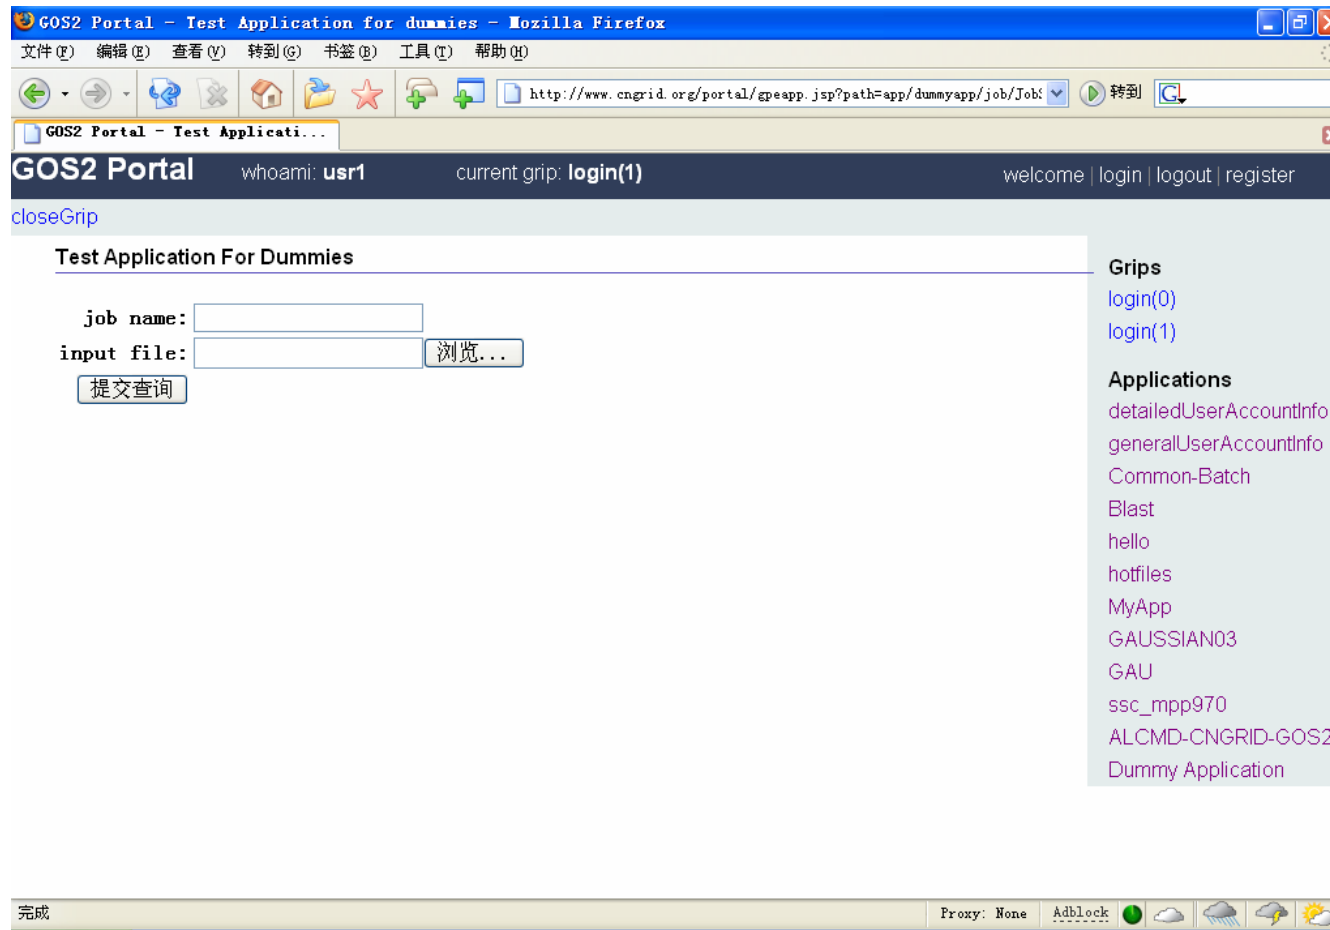 GOS2 Portal - Test Application for dummies - Mozilla Firefox
文件(F) 编辑(E) 查看(V) 转到(G) 书签(B) 工具(T) 帮助(H)
http://www.cngrid.org/portal/gpeapp.jsp?path=app/dummyapp/job/Job 转到
GOS2 Portal - Test Applicati...
GOS2 Portal whoami: usr1 current grip: login(1) welcome | login | logout | register
closeGrip
Test Application For Dummies
job name:
input file: 浏览...
提交查询
Grips
login(0)
login(1)
Applications
detailedUserAccountInfo
generalUserAccountInfo
Common-Batch
Blast
hello
hotfiles
MyApp
GAUSSIAN03
GAU
ssc_mpp970
ALCMD-CNGRID-GOS2
Dummy Application
完成 Proxy: None Adblock